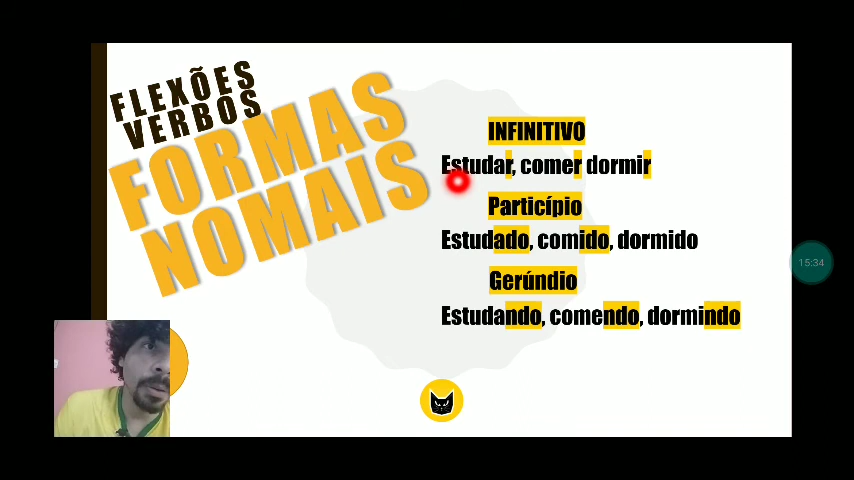 FLEXÕES
VERBOS
FORMAS
NOMAIS
INFINITIVO
Estudar, comer dormir
Particípio
Estudado, comido, dormido
Gerúndio
Estudando, comendo, dormindo
15:34